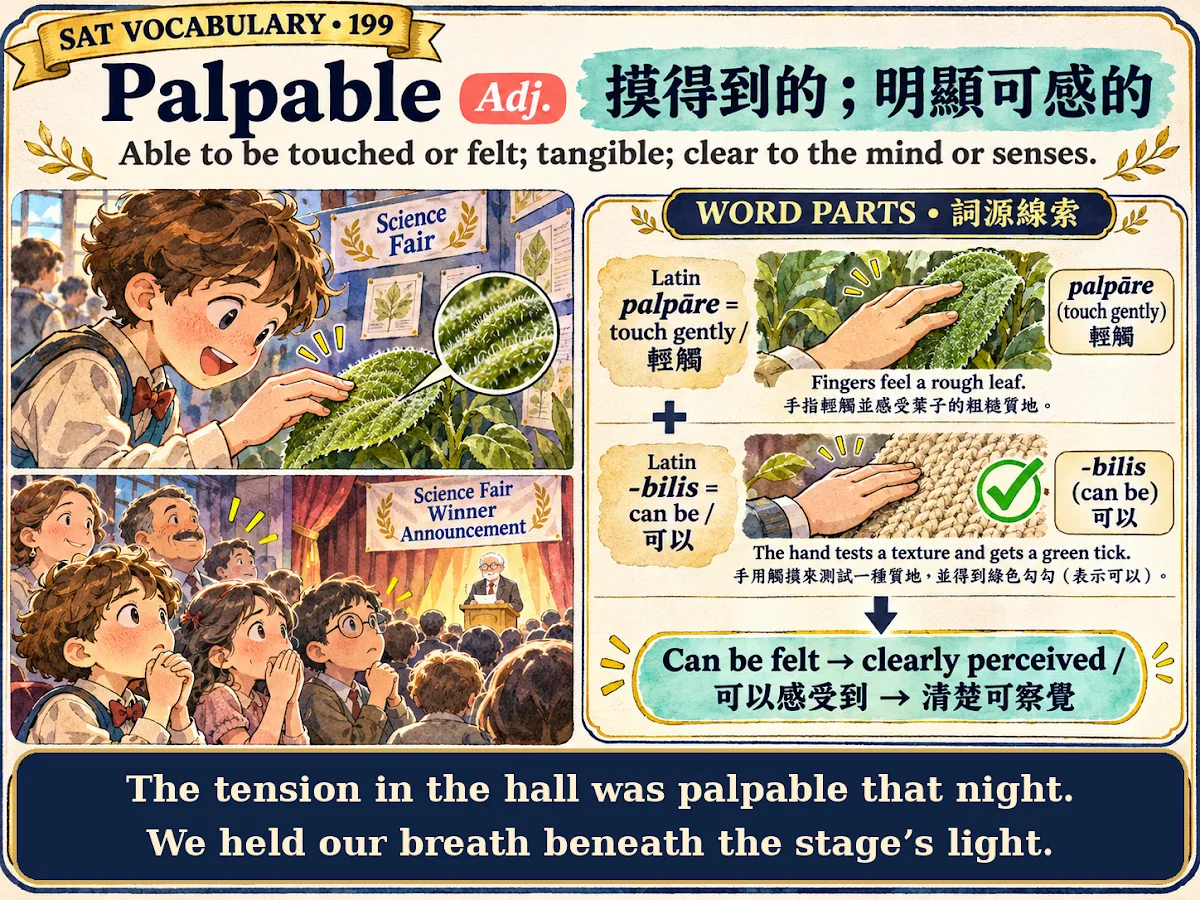 SAT VOCABULARY • 199
Palpable Adj. 摸得到的；明顯可感的
Able to be touched or felt; tangible; clear to the mind or senses.
Science
Fair
Science Fair
Winner
Announcement
WORD PARTS • 詞源線索
Latin
palpāre =
touch gently /
輕觸
palpāre
(touch gently)
輕觸
Fingers feel a rough leaf.
手指輕觸並感受葉子的粗糙質地。
+
Latin
-bilis =
can be /
可以
-bilis
(can be)
可以
The hand tests a texture and gets a green tick.
手用觸摸來測試一種質地，並得到綠色勾勾（表示可以）。
Can be felt → clearly perceived /
可以感受到 → 清楚可察覺
The tension in the hall was palpable that night.
We held our breath beneath the stage’s light.